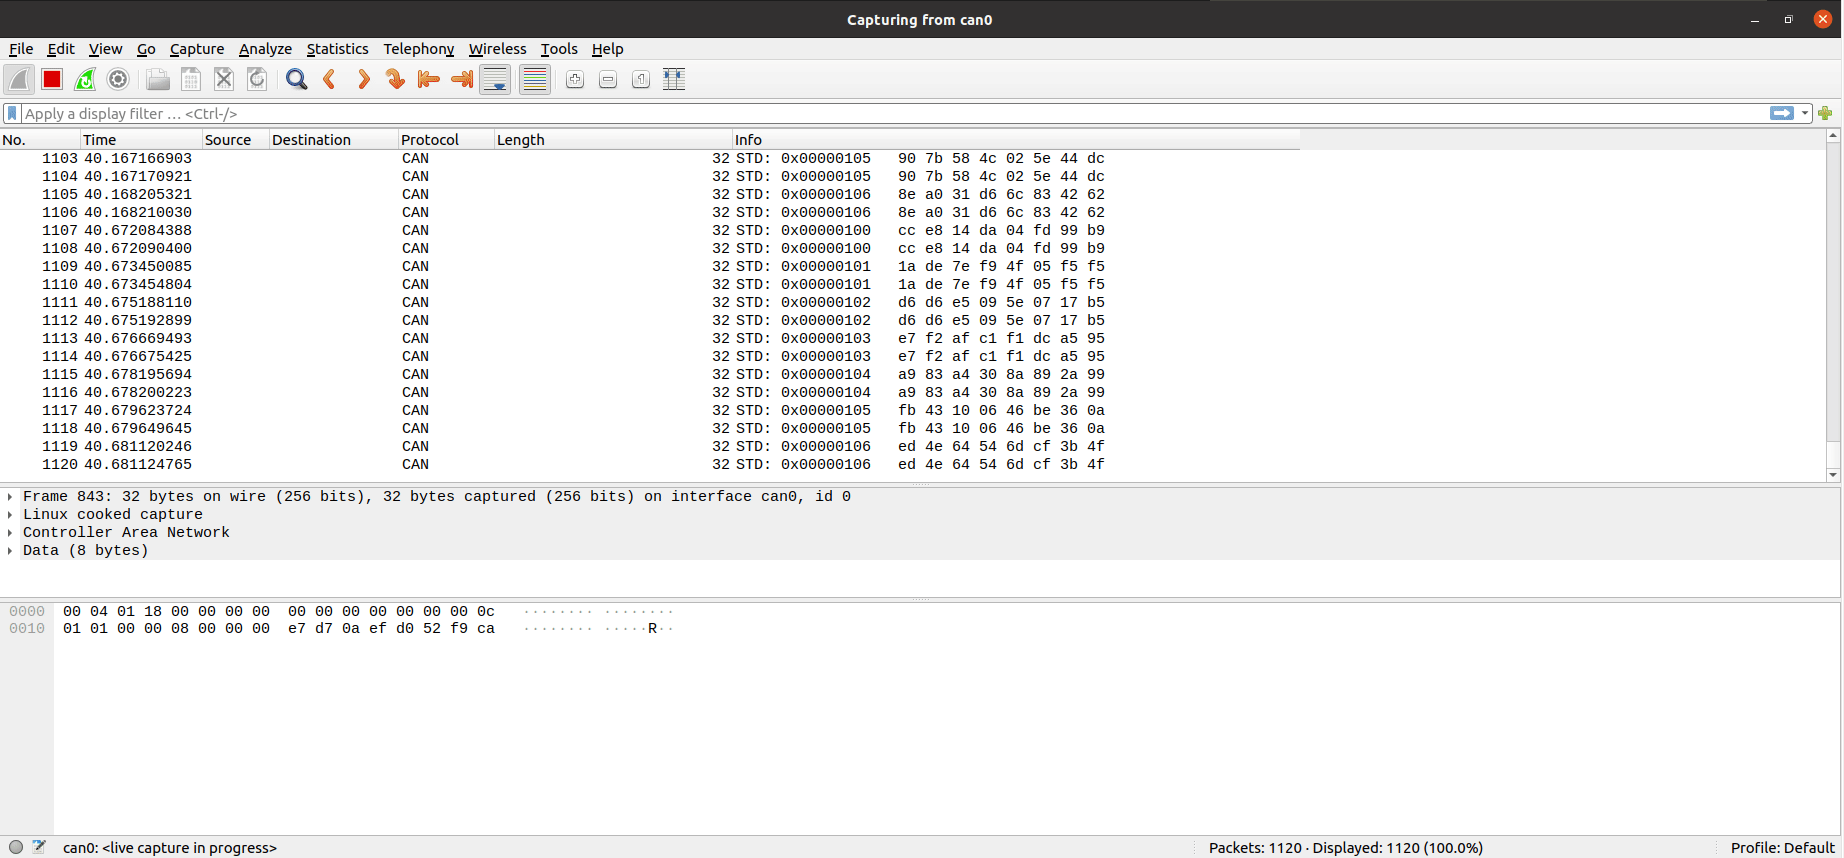 Capturing from can0
File Edit View Go Capture Analyze Statistics Telephony Wireless Tools Help
Apply a display filter … <Ctrl-/>
No. Time Source Destination Protocol Length Info
1103 40.167166903 CAN 32 STD: 0x00000105 90 7b 58 4c 02 5e 44 dc
1104 40.167170921 CAN 32 STD: 0x00000105 90 7b 58 4c 02 5e 44 dc
1105 40.168205321 CAN 32 STD: 0x00000106 8e a0 31 d6 6c 83 42 62
1106 40.168210030 CAN 32 STD: 0x00000106 8e a0 31 d6 6c 83 42 62
1107 40.672084388 CAN 32 STD: 0x00000100 cc e8 14 da 04 fd 99 b9
1108 40.672090400 CAN 32 STD: 0x00000100 cc e8 14 da 04 fd 99 b9
1109 40.673450085 CAN 32 STD: 0x00000101 1a de 7e f9 4f 05 f5 f5
1110 40.673454804 CAN 32 STD: 0x00000101 1a de 7e f9 4f 05 f5 f5
1111 40.675188110 CAN 32 STD: 0x00000102 d6 d6 e5 09 5e 07 17 b5
1112 40.675192899 CAN 32 STD: 0x00000102 d6 d6 e5 09 5e 07 17 b5
1113 40.676669493 CAN 32 STD: 0x00000103 e7 f2 af c1 f1 dc a5 95
1114 40.676675425 CAN 32 STD: 0x00000103 e7 f2 af c1 f1 dc a5 95
1115 40.678195694 CAN 32 STD: 0x00000104 a9 83 a4 30 8a 89 2a 99
1116 40.678200223 CAN 32 STD: 0x00000104 a9 83 a4 30 8a 89 2a 99
1117 40.679623724 CAN 32 STD: 0x00000105 fb 43 10 06 46 be 36 0a
1118 40.679649645 CAN 32 STD: 0x00000105 fb 43 10 06 46 be 36 0a
1119 40.681120246 CAN 32 STD: 0x00000106 ed 4e 64 54 6d cf 3b 4f
1120 40.681124765 CAN 32 STD: 0x00000106 ed 4e 64 54 6d cf 3b 4f
Frame 843: 32 bytes on wire (256 bits), 32 bytes captured (256 bits) on interface can0, id 0
Linux cooked capture
Controller Area Network
Data (8 bytes)
0000 00 04 01 18 00 00 00 00 00 00 00 00 00 00 00 0c ········ ········
0010 01 01 00 00 08 00 00 00 e7 d7 0a ef d0 52 f9 ca ········ ·····R··
can0: <live capture in progress>
Packets: 1120 · Displayed: 1120 (100.0%)
Profile: Default